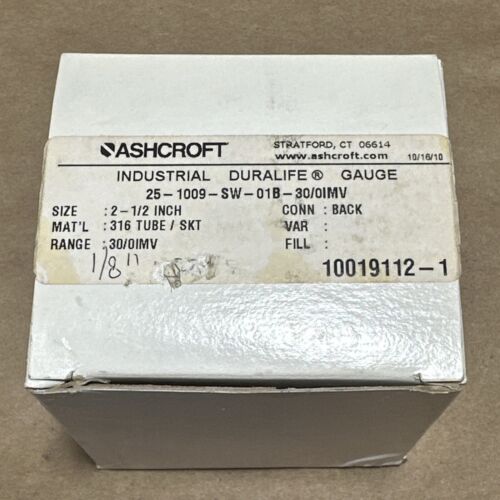 ASHCROFT
STRATFORD, CT 06614
www.ashcroft.com 10/16/10
INDUSTRIAL DURALIFE® GAUGE
25-1009-SW-01B-30/0IMV
SIZE : 2-1/2 INCH CONN : BACK
MAT'L : 316 TUBE / SKT VAR :
RANGE : 30/0IMV FILL :
1/8" 10019112-1